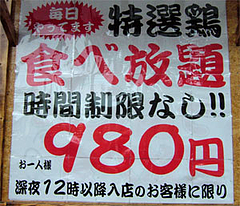 毎日
やってます
特選鶏
食べ放題
時間制限なし!!
お一人様
980円
深夜12時以降入店のお客様に限り